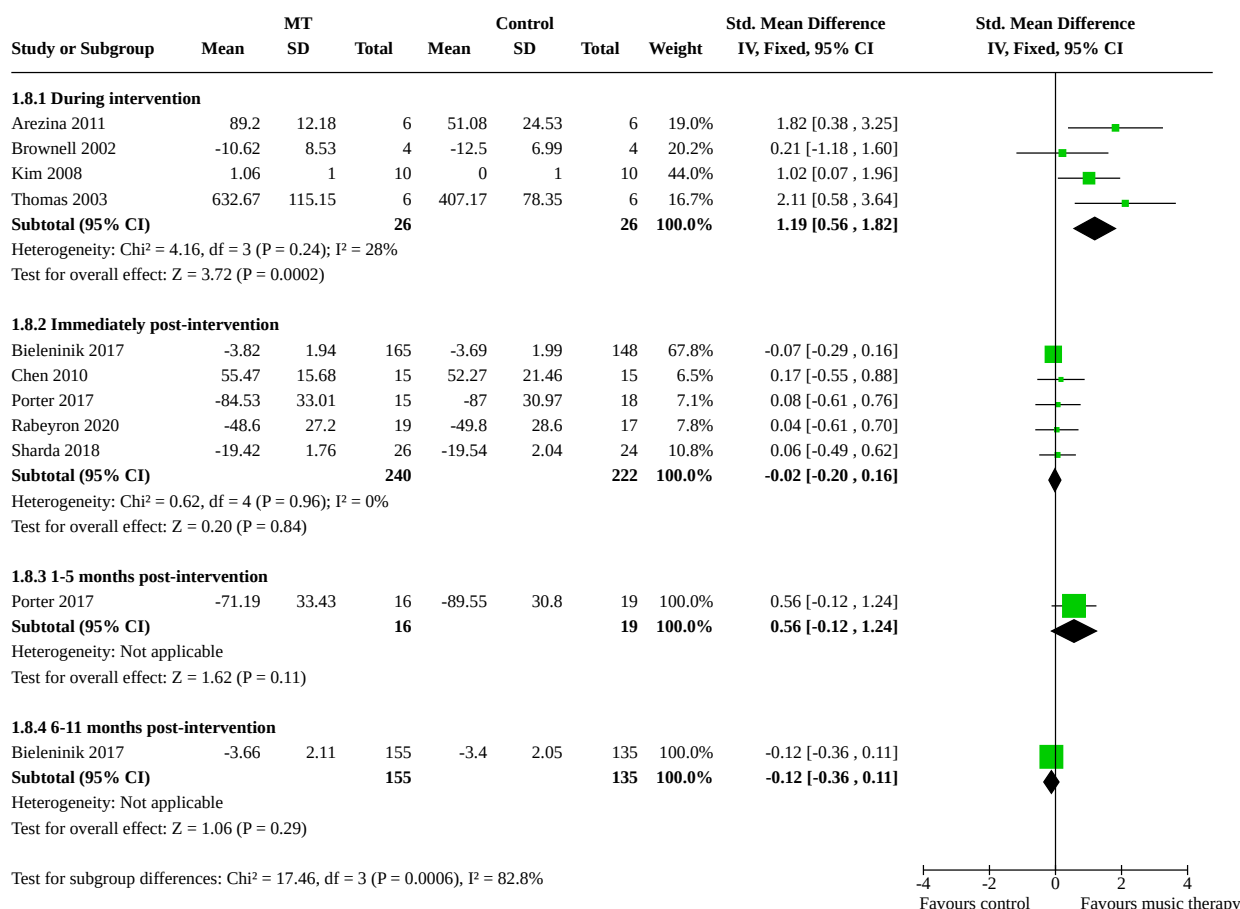 MT Control Std. Mean Difference Std. Mean Difference
Study or Subgroup Mean SD Total Mean SD Total Weight IV, Fixed, 95% CI IV, Fixed, 95% CI
1.8.1 During intervention
Arezina 2011 89.2 12.18 6 51.08 24.53 6 19.0% 1.82 [0.38 , 3.25]
Brownell 2002 -10.62 8.53 4 -12.5 6.99 4 20.2% 0.21 [-1.18 , 1.60]
Kim 2008 1.06 1 10 0 1 10 44.0% 1.02 [0.07 , 1.96]
Thomas 2003 632.67 115.15 6 407.17 78.35 6 16.7% 2.11 [0.58 , 3.64]
Subtotal (95% CI) 26 26 100.0% 1.19 [0.56 , 1.82]
Heterogeneity: Chi² = 4.16, df = 3 (P = 0.24); I² = 28%
Test for overall effect: Z = 3.72 (P = 0.0002)
1.8.2 Immediately post-intervention
Bieleninik 2017 -3.82 1.94 165 -3.69 1.99 148 67.8% -0.07 [-0.29 , 0.16]
Chen 2010 55.47 15.68 15 52.27 21.46 15 6.5% 0.17 [-0.55 , 0.88]
Porter 2017 -84.53 33.01 15 -87 30.97 18 7.1% 0.08 [-0.61 , 0.76]
Rabeyron 2020 -48.6 27.2 19 -49.8 28.6 17 7.8% 0.04 [-0.61 , 0.70]
Sharda 2018 -19.42 1.76 26 -19.54 2.04 24 10.8% 0.06 [-0.49 , 0.62]
Subtotal (95% CI) 240 222 100.0% -0.02 [-0.20 , 0.16]
Heterogeneity: Chi² = 0.62, df = 4 (P = 0.96); I² = 0%
Test for overall effect: Z = 0.20 (P = 0.84)
1.8.3 1-5 months post-intervention
Porter 2017 -71.19 33.43 16 -89.55 30.8 19 100.0% 0.56 [-0.12 , 1.24]
Subtotal (95% CI) 16 19 100.0% 0.56 [-0.12 , 1.24]
Heterogeneity: Not applicable
Test for overall effect: Z = 1.62 (P = 0.11)
1.8.4 6-11 months post-intervention
Bieleninik 2017 -3.66 2.11 155 -3.4 2.05 135 100.0% -0.12 [-0.36 , 0.11]
Subtotal (95% CI) 155 135 100.0% -0.12 [-0.36 , 0.11]
Heterogeneity: Not applicable
Test for overall effect: Z = 1.06 (P = 0.29)
Test for subgroup differences: Chi² = 17.46, df = 3 (P = 0.0006), I² = 82.8%
-4 -2 0 2 4
Favours control Favours music therapy